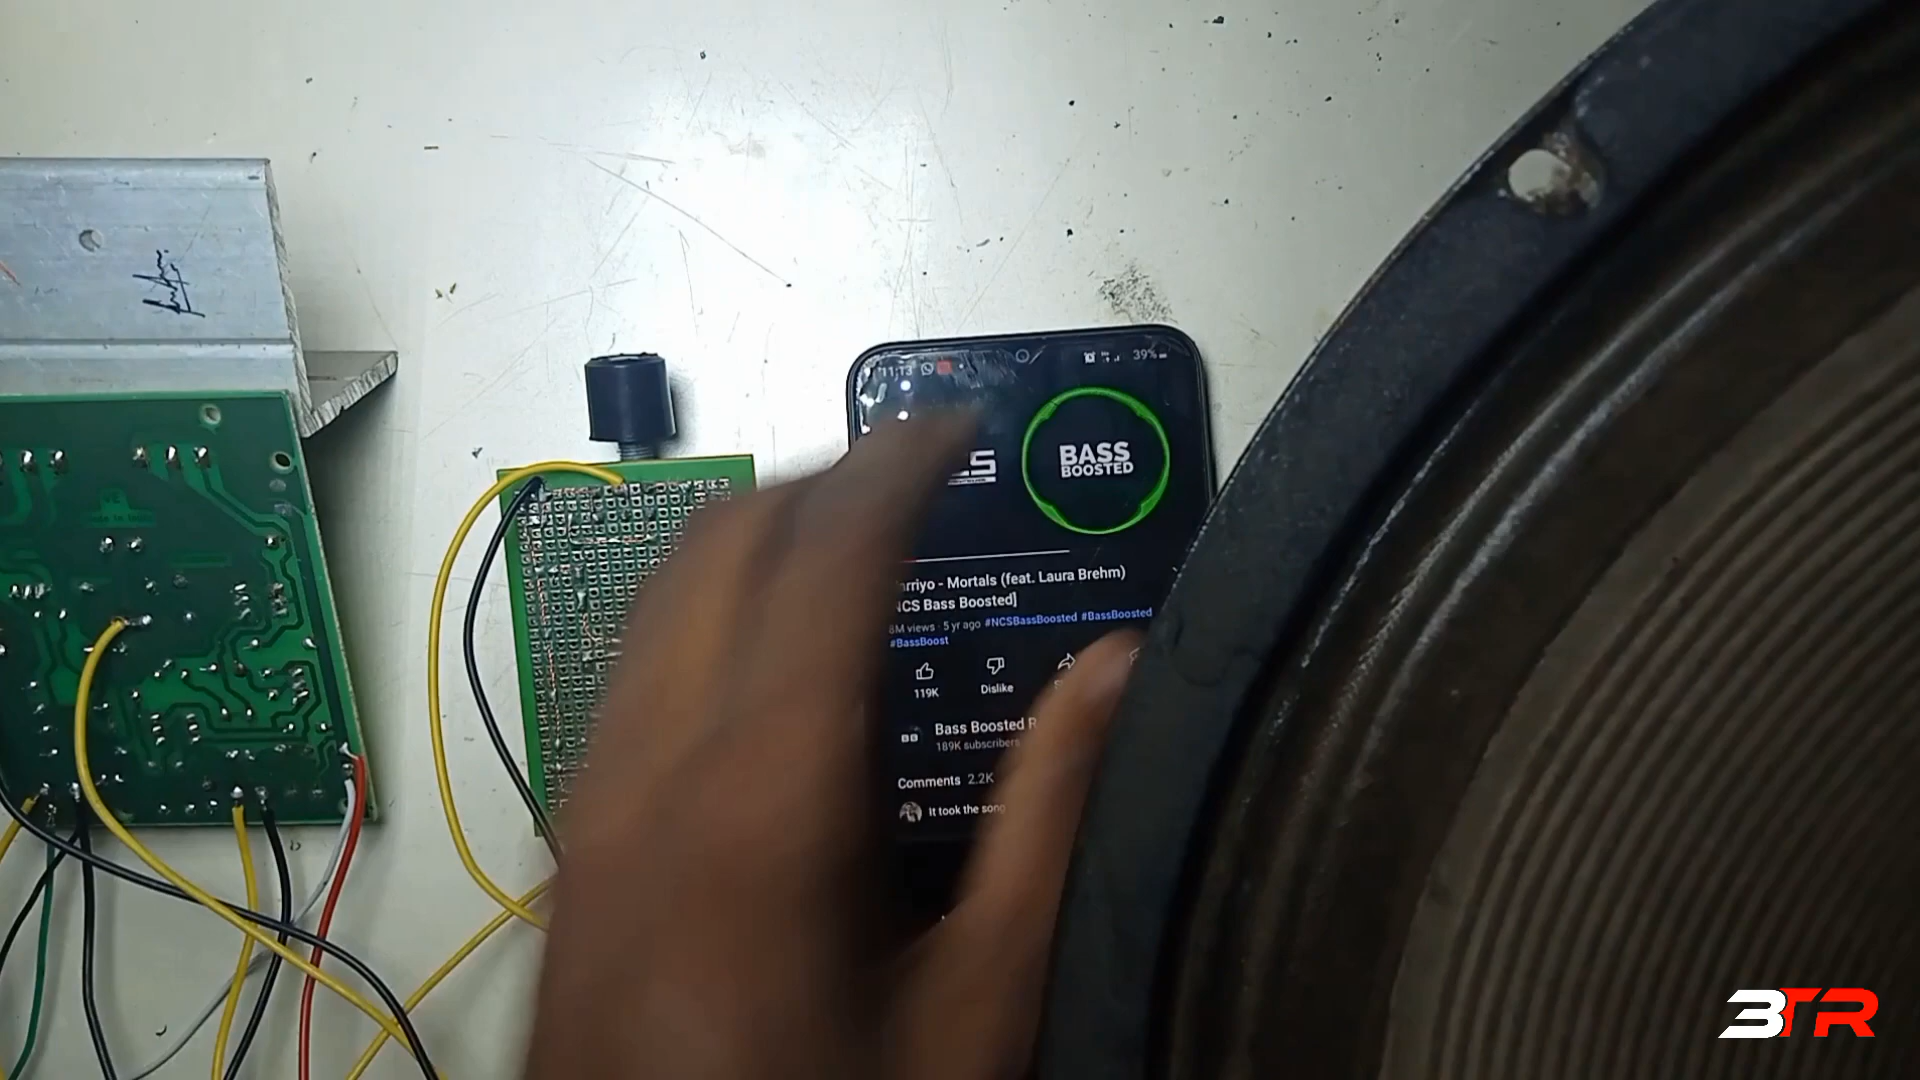 11:13
39%
BASS
BOOSTED
rriyo - Mortals (feat. Laura Brehm)
NCS Bass Boosted]
8M views · 5 yr ago #NCSBassBoosted #BassBoosted
#BassBoost
119K
Dislike
Bass Boosted R
189K subscribers
Comments 2.2K
It took the song
3TR